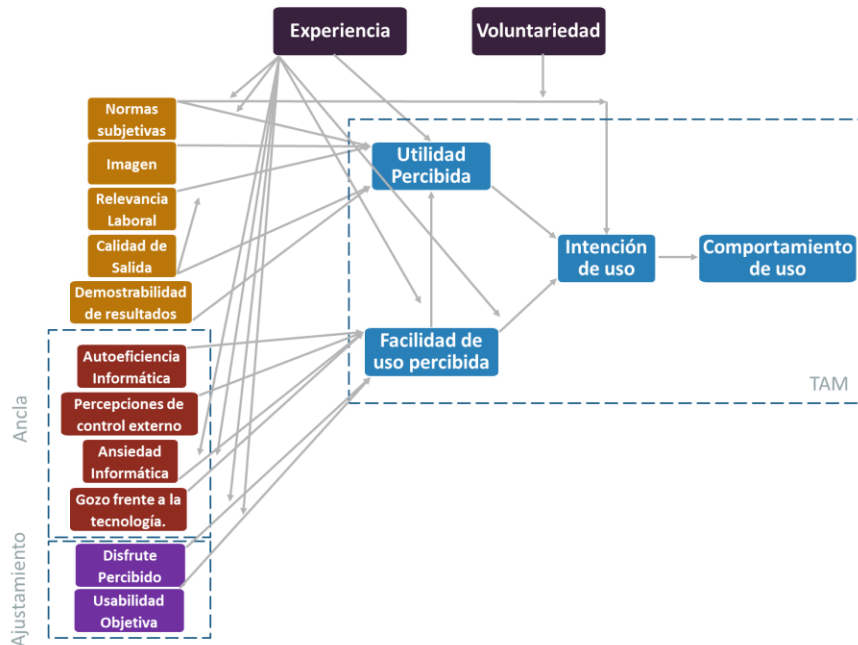 Experiencia
Voluntariedad
Normas
subjetivas
Imagen
Relevancia
Laboral
Calidad de
Salida
Demostrabilidad
de resultados
Utilidad
Percibida
Intención
de uso
Comportamiento
de uso
Facilidad de
uso percibida
TAM
Ancla
Autoeficiencia
Informática
Percepciones de
control externo
Ansiedad
Informática
Gozo frente a la
tecnología.
Ajustamiento
Disfrute
Percibido
Usabilidad
Objetiva